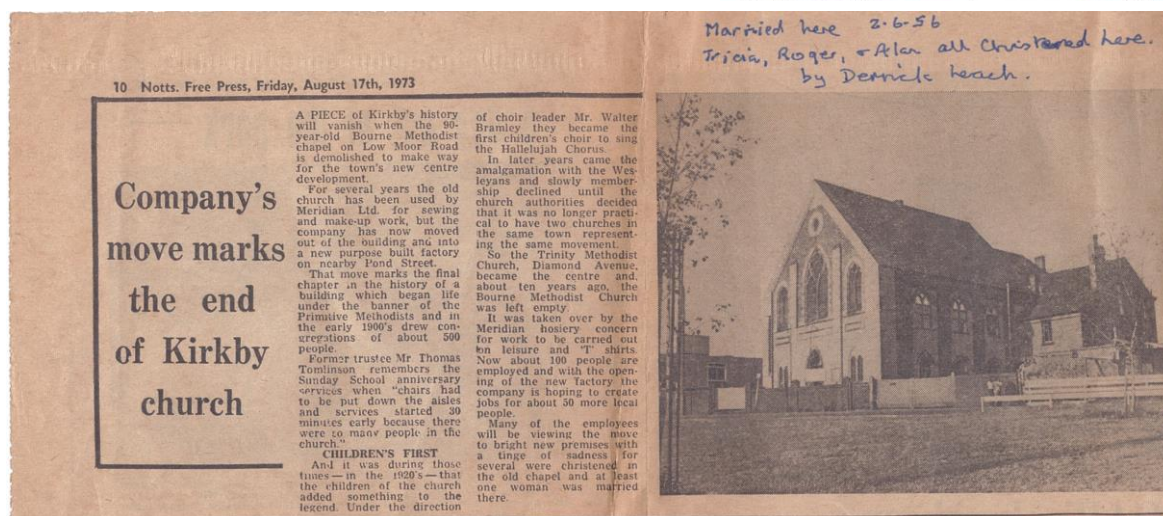 Married here 2-6-56
Tricia, Roger, + Alan all Christened here.
by Derrick Leach.
10 Notts. Free Press, Friday, August 17th, 1973
Company's
move marks
the end
of Kirkby
church
A PIECE of Kirkby's history
will vanish when the 90-
year-old Bourne Methodist
chapel on Low Moor Road
is demolished to make way
for the town's new centre
development.
For several years the old
church has been used by
Meridian Ltd. for sewing
and make-up work, but the
company has now moved
out of the building and into
a new purpose built factory
on nearby Pond Street.
That move marks the final
chapter in the history of a
building which began life
under the banner of the
Primitive Methodists and in
the early 1900's drew con-
gregations of about 500
people.
Former trustee Mr. Thomas
Tomlinson remembers the
Sunday School anniversary
services when "chairs had
to be put down the aisles
and services started 30
minutes early because there
were so many people in the
church."
CHILDREN'S FIRST
And it was during those
times — in the 1920's — that
the children of the church
added something to the
legend. Under the direction
of choir leader Mr. Walter
Bramley they became the
first children's choir to sing
the Hallelujah Chorus.
In later years came the
amalgamation with the Wes-
leyans and slowly member-
ship declined until the
church authorities decided
that it was no longer practi-
cal to have two churches in
the same town represent-
ing the same movement.
So the Trinity Methodist
Church, Diamond Avenue,
became the centre and,
about ten years ago, the
Bourne Methodist Church
was left empty.
It was taken over by the
Meridian hosiery concern
for work to be carried out
on leisure and 'T' shirts.
Now about 100 people are
employed and with the open-
ing of the new factory the
company is hoping to create
jobs for about 50 more local
people.
Many of the employees
will be viewing the move
to bright new premises with
a tinge of sadness for
several were christened in
the old chapel and at least
one woman was married
there.